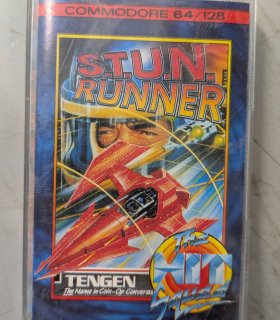 COMMODORE 64/128
S.T.U.N.
RUNNER
TENGEN
The Name in Coin-Op Conversions
The
HIT
Squad